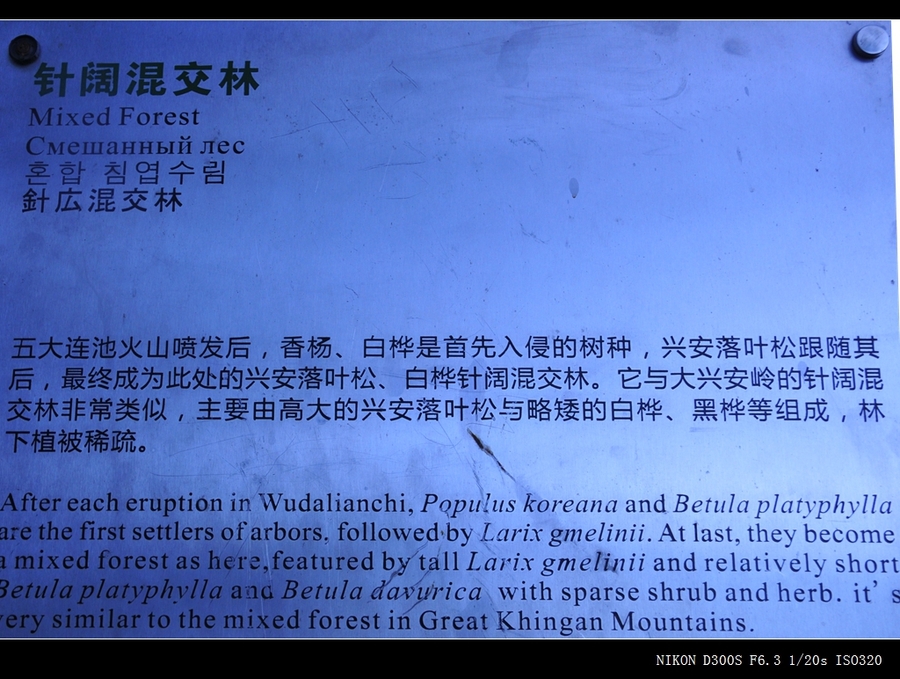 针阔混交林
Mixed Forest
Смешанный лес
혼합 침엽수림
針広混交林
五大连池火山喷发后，香杨、白桦是首先入侵的树种，兴安落叶松跟随其
后，最终成为此处的兴安落叶松、白桦针阔混交林。它与大兴安岭的针阔混
交林非常类似，主要由高大的兴安落叶松与略矮的白桦、黑桦等组成，林
下植被稀疏。
After each eruption in Wudalianchi, Populus koreana and Betula platyphylla
are the first settlers of arbors, followed by Larix gmelinii. At last, they become
a mixed forest as here,featured by tall Larix gmelinii and relatively short
Betula platyphylla and Betula davurica with sparse shrub and herb. it's
very similar to the mixed forest in Great Khingan Mountains.
NIKON D300S F6.3 1/20s ISO320